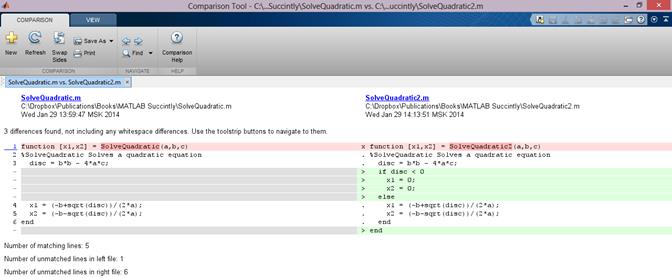 Comparison Tool - C:\...Succintly\SolveQuadratic.m vs. C:\...uccintly\SolveQuadratic2.m
COMPARISON VIEW
New Refresh Swap Sides Save As Print Find Comparison Help
COMPARISON NAVIGATE HELP
SolveQuadratic.m vs. SolveQuadratic2.m ×
SolveQuadratic.m SolveQuadratic2.m
C:\Dropbox\Publications\Books\MATLAB Succintly\SolveQuadratic.m C:\Dropbox\Publications\Books\MATLAB Succintly\SolveQuadratic2.m
Wed Jan 29 13:59:47 MSK 2014 Wed Jan 29 14:13:51 MSK 2014
3 differences found, not including any whitespace differences. Use the toolstrip buttons to navigate to them.
1 function [x1,x2] = SolveQuadratic(a,b,c) x function [x1,x2] = SolveQuadratic2(a,b,c)
2 %SolveQuadratic Solves a quadratic equation . %SolveQuadratic Solves a quadratic equation
3 disc = b*b - 4*a*c; . disc = b*b - 4*a*c;
- > if disc < 0
- > x1 = 0;
- > x2 = 0;
- > else
4 x1 = (-b+sqrt(disc))/(2*a); . x1 = (-b+sqrt(disc))/(2*a);
5 x2 = (-b-sqrt(disc))/(2*a); . x2 = (-b-sqrt(disc))/(2*a);
6 end . end
- > end
Number of matching lines: 5
Number of unmatched lines in left file: 1
Number of unmatched lines in right file: 6